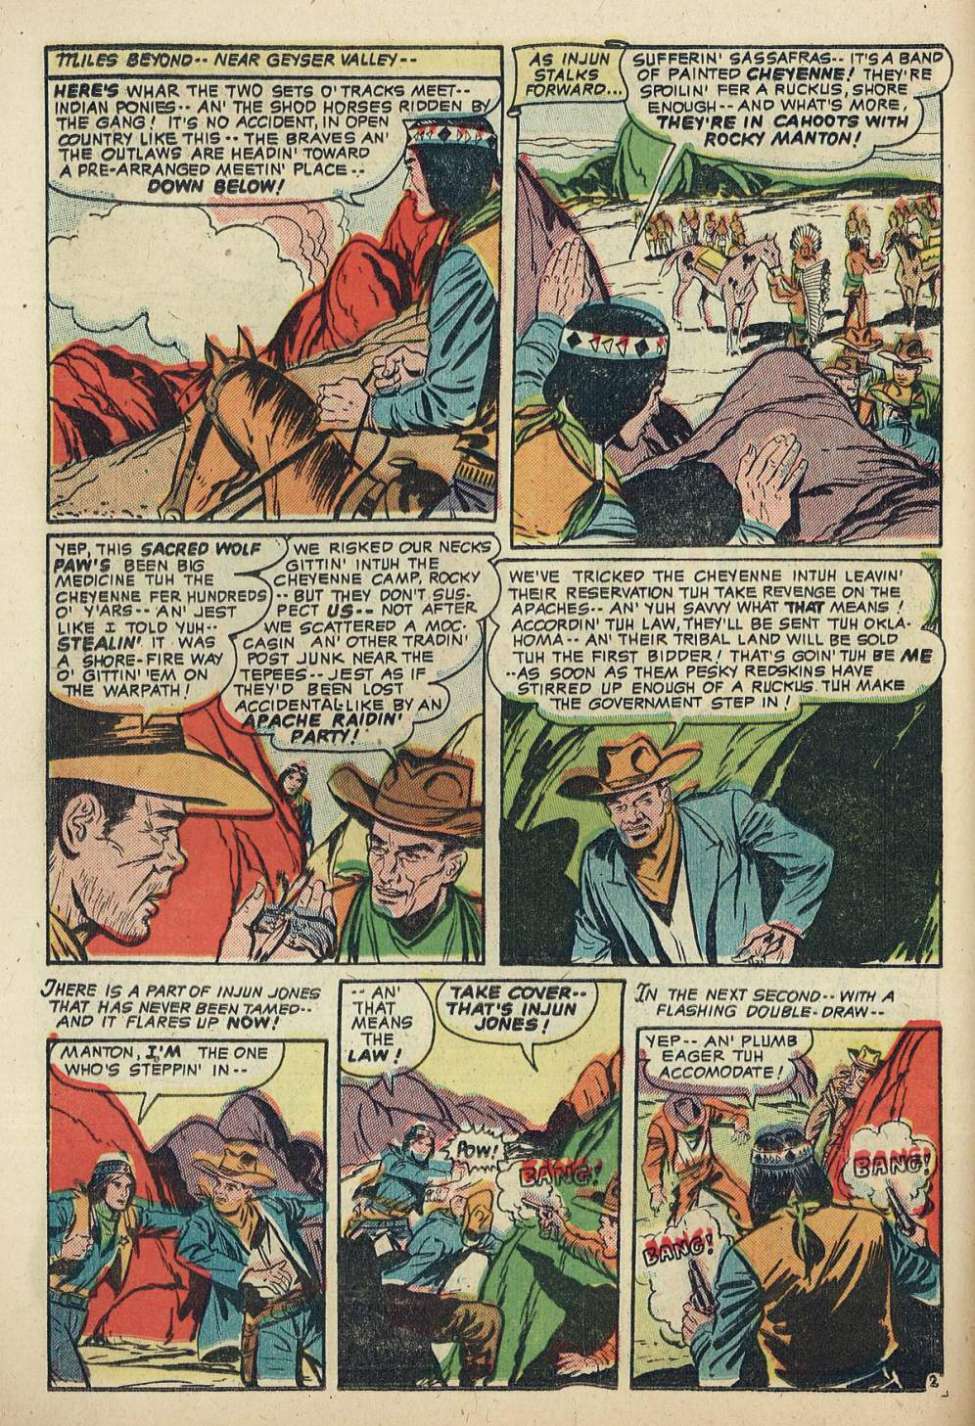 MILES BEYOND-- NEAR GEYSER VALLEY--
HERE'S WHAR THE TWO SETS O' TRACKS MEET--
INDIAN PONIES-- AN' THE SHOD HORSES RIDDEN BY
THE GANG! IT'S NO ACCIDENT, IN OPEN
COUNTRY LIKE THIS-- THE BRAVES AN'
THE OUTLAWS ARE HEADIN' TOWARD
A PRE-ARRANGED MEETIN' PLACE--
DOWN BELOW!
AS INJUN
STALKS
FORWARD...
SUFFERIN' SASSAFRAS-- IT'S A BAND
OF PAINTED CHEYENNE! THEY'RE
SPOILIN' FER A RUCKUS, SHORE
ENOUGH-- AND WHAT'S MORE,
THEY'RE IN CAHOOTS WITH
ROCKY MANTON!
YEP, THIS SACRED WOLF
PAW'S BEEN BIG
MEDICINE TUH THE
CHEYENNE FER HUNDREDS
O' Y'ARS-- AN' JEST
LIKE I TOLD YUH--
STEALIN' IT WAS
A SHORE-FIRE WAY
O' GITTIN' 'EM ON
THE WARPATH!
WE RISKED OUR NECKS
GITTIN' INTUH THE
CHEYENNE CAMP, ROCKY
-- BUT THEY DON'T SUS-
PECT US-- NOT AFTER
WE SCATTERED A MOC-
CASIN AN' OTHER TRADIN'
POST JUNK NEAR THE
TEPEES-- JEST AS IF
THEY'D BEEN LOST
ACCIDENTAL-LIKE BY AN
APACHE RAIDIN'
PARTY!
WE'VE TRICKED THE CHEYENNE INTUH LEAVIN'
THEIR RESERVATION TUH TAKE REVENGE ON THE
APACHES-- AN' YUH SAVVY WHAT THAT MEANS!
ACCORDIN' TUH LAW, THEY'LL BE SENT TUH OKLA-
HOMA-- AN' THEIR TRIBAL LAND WILL BE SOLD
TUH THE FIRST BIDDER! THAT'S GOIN' TUH BE ME
--AS SOON AS THEM PESKY REDSKINS HAVE
STIRRED UP ENOUGH OF A RUCKUS TUH MAKE
THE GOVERNMENT STEP IN!
THERE IS A PART OF INJUN JONES
THAT HAS NEVER BEEN TAMED--
AND IT FLARES UP NOW!
MANTON, I'M THE ONE
WHO'S STEPPIN' IN--
-- AN'
THAT
MEANS
THE
LAW!
TAKE COVER--
THAT'S INJUN
JONES!
POW!
BANG!
IN THE NEXT SECOND-- WITH A
FLASHING DOUBLE-DRAW--
YEP-- AN' PLUMB
EAGER TUH
ACCOMODATE!
BANG!
BANG!
2